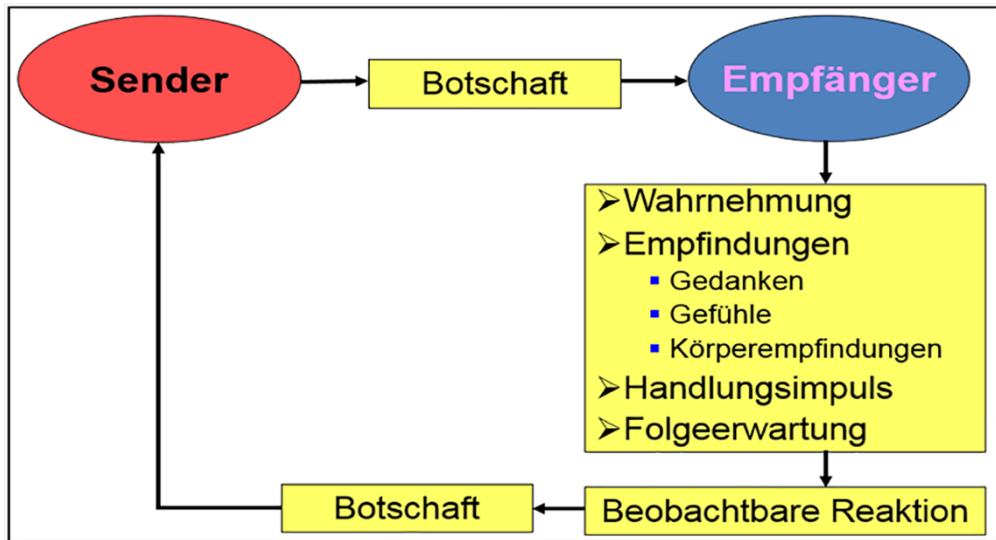 Sender
Botschaft
Empfänger
➢Wahrnehmung
➢Empfindungen
▪ Gedanken
▪ Gefühle
▪ Körperempfindungen
➢Handlungsimpuls
➢Folgeerwartung
Beobachtbare Reaktion
Botschaft